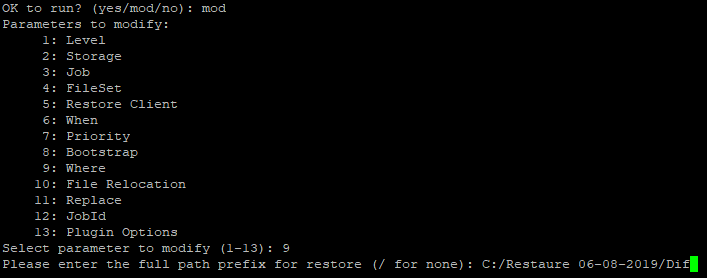 OK to run? (yes/mod/no): mod
Parameters to modify:
1: Level
2: Storage
3: Job
4: FileSet
5: Restore Client
6: When
7: Priority
8: Bootstrap
9: Where
10: File Relocation
11: Replace
12: JobId
13: Plugin Options
Select parameter to modify (1-13): 9
Please enter the full path prefix for restore (/ for none): C:/Restaure 06-08-2019/Dif